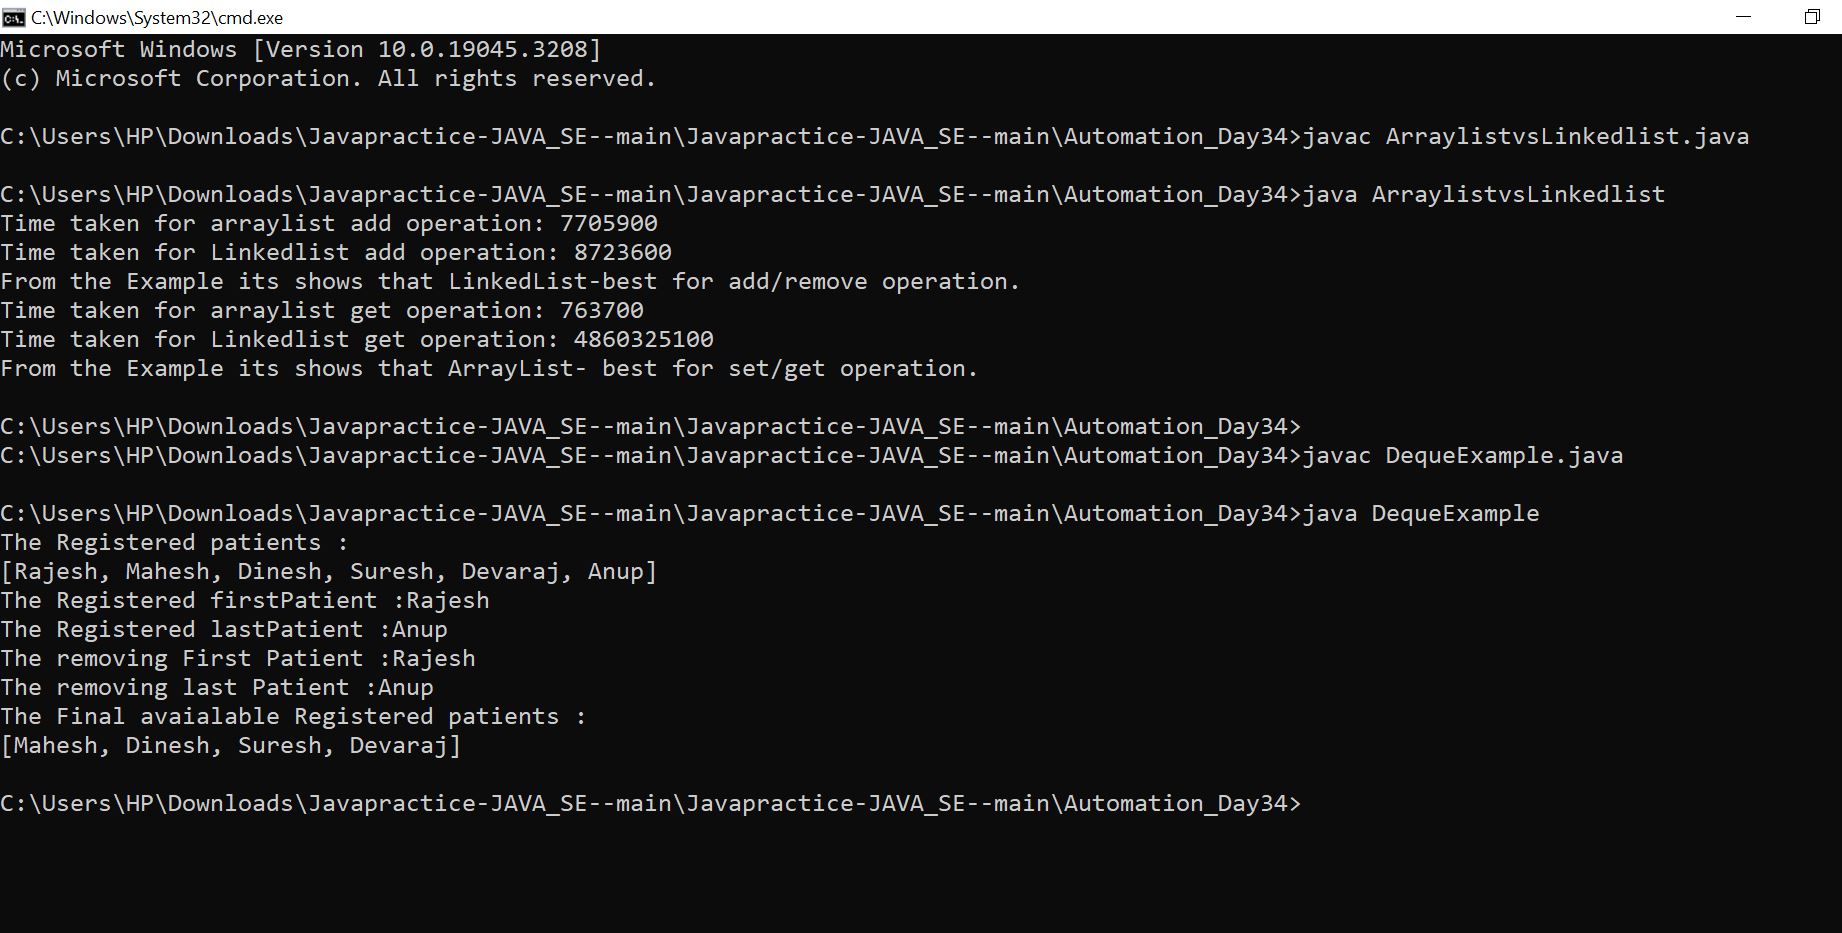 C:\Windows\System32\cmd.exe
Microsoft Windows [Version 10.0.19045.3208]
(c) Microsoft Corporation. All rights reserved.
C:\Users\HP\Downloads\Javapractice-JAVA_SE--main\Javapractice-JAVA_SE--main\Automation_Day34>javac ArraylistvsLinkedlist.java
C:\Users\HP\Downloads\Javapractice-JAVA_SE--main\Javapractice-JAVA_SE--main\Automation_Day34>java ArraylistvsLinkedlist
Time taken for arraylist add operation: 7705900
Time taken for Linkedlist add operation: 8723600
From the Example its shows that LinkedList-best for add/remove operation.
Time taken for arraylist get operation: 763700
Time taken for Linkedlist get operation: 4860325100
From the Example its shows that ArrayList- best for set/get operation.
C:\Users\HP\Downloads\Javapractice-JAVA_SE--main\Javapractice-JAVA_SE--main\Automation_Day34>
C:\Users\HP\Downloads\Javapractice-JAVA_SE--main\Javapractice-JAVA_SE--main\Automation_Day34>javac DequeExample.java
C:\Users\HP\Downloads\Javapractice-JAVA_SE--main\Javapractice-JAVA_SE--main\Automation_Day34>java DequeExample
The Registered patients :
[Rajesh, Mahesh, Dinesh, Suresh, Devaraj, Anup]
The Registered firstPatient :Rajesh
The Registered lastPatient :Anup
The removing First Patient :Rajesh
The removing last Patient :Anup
The Final avaialable Registered patients :
[Mahesh, Dinesh, Suresh, Devaraj]
C:\Users\HP\Downloads\Javapractice-JAVA_SE--main\Javapractice-JAVA_SE--main\Automation_Day34>